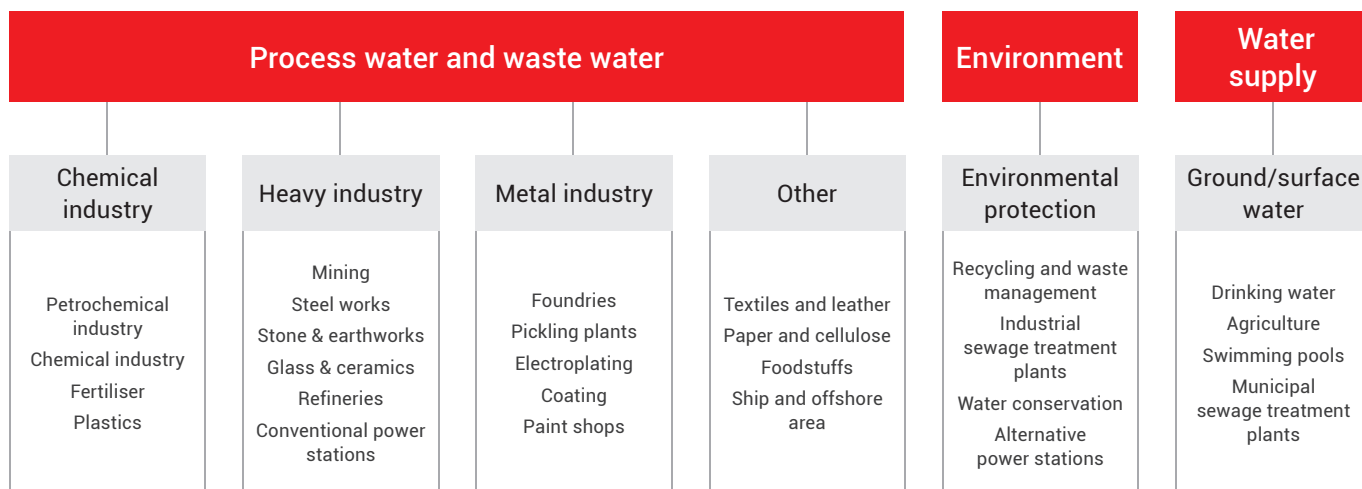 Process water and waste water
Environment
Water
supply
Chemical
industry
Heavy industry
Metal industry
Other
Environmental
protection
Ground/surface
water
Petrochemical
industry
Chemical industry
Fertiliser
Plastics
Mining
Steel works
Stone & earthworks
Glass & ceramics
Refineries
Conventional power
stations
Foundries
Pickling plants
Electroplating
Coating
Paint shops
Textiles and leather
Paper and cellulose
Foodstuffs
Ship and offshore
area
Recycling and waste
management
Industrial
sewage treatment
plants
Water conservation
Alternative
power stations
Drinking water
Agriculture
Swimming pools
Municipal
sewage treatment
plants